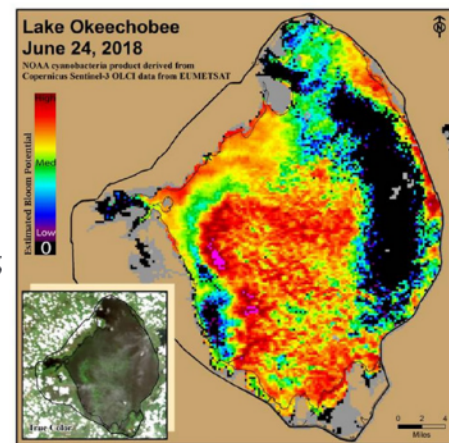 Lake Okeechobee
June 24, 2018
NOAA cyanobacteria product derived from
Copernicus Sentinel-3 OLCI data from EUMETSAT
N
High
Med
Low
0
Estimated Bloom Potential
True Color
0 2 4
Miles